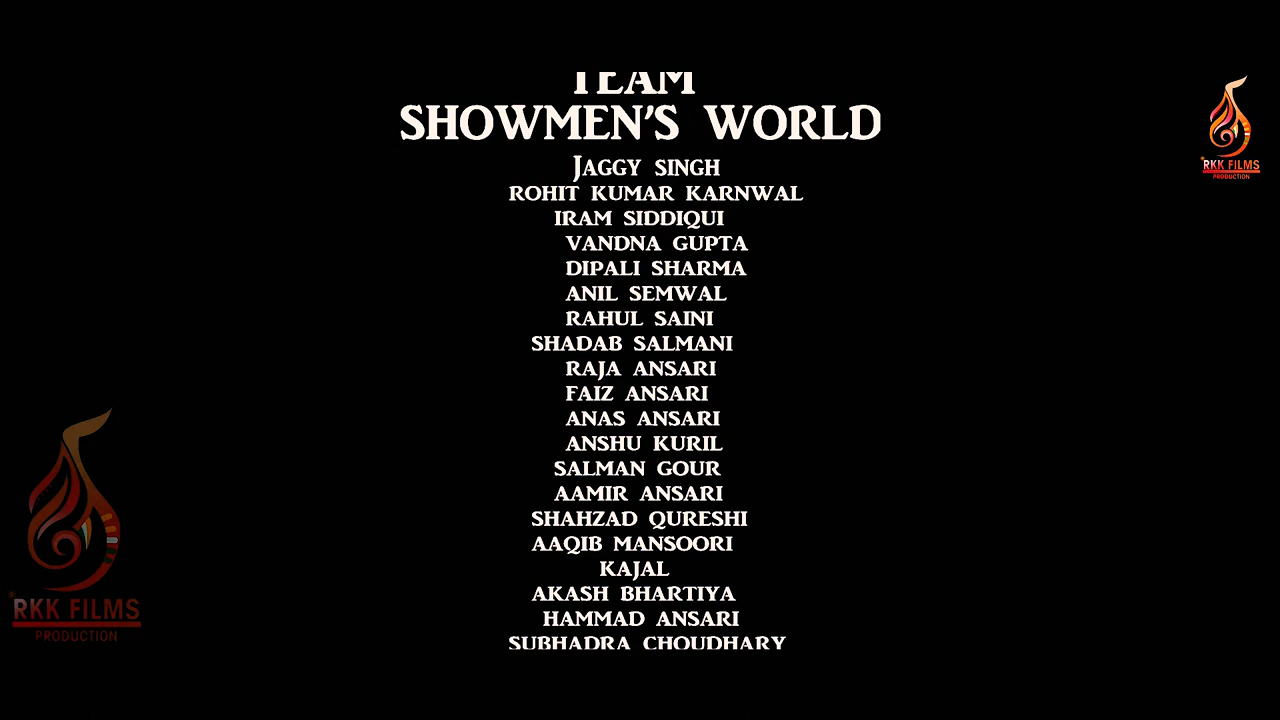 TEAM
SHOWMEN'S WORLD
JAGGY SINGH
ROHIT KUMAR KARNWAL
IRAM SIDDIQUI
VANDNA GUPTA
DIPALI SHARMA
ANIL SEMWAL
RAHUL SAINI
SHADAB SALMANI
RAJA ANSARI
FAIZ ANSARI
ANAS ANSARI
ANSHU KURIL
SALMAN GOUR
AAMIR ANSARI
SHAHZAD QURESHI
AAQIB MANSOORI
KAJAL
AKASH BHARTIYA
HAMMAD ANSARI
SUBHADRA CHOUDHARY
RKK FILMS
PRODUCTION
RKK FILMS
PRODUCTION